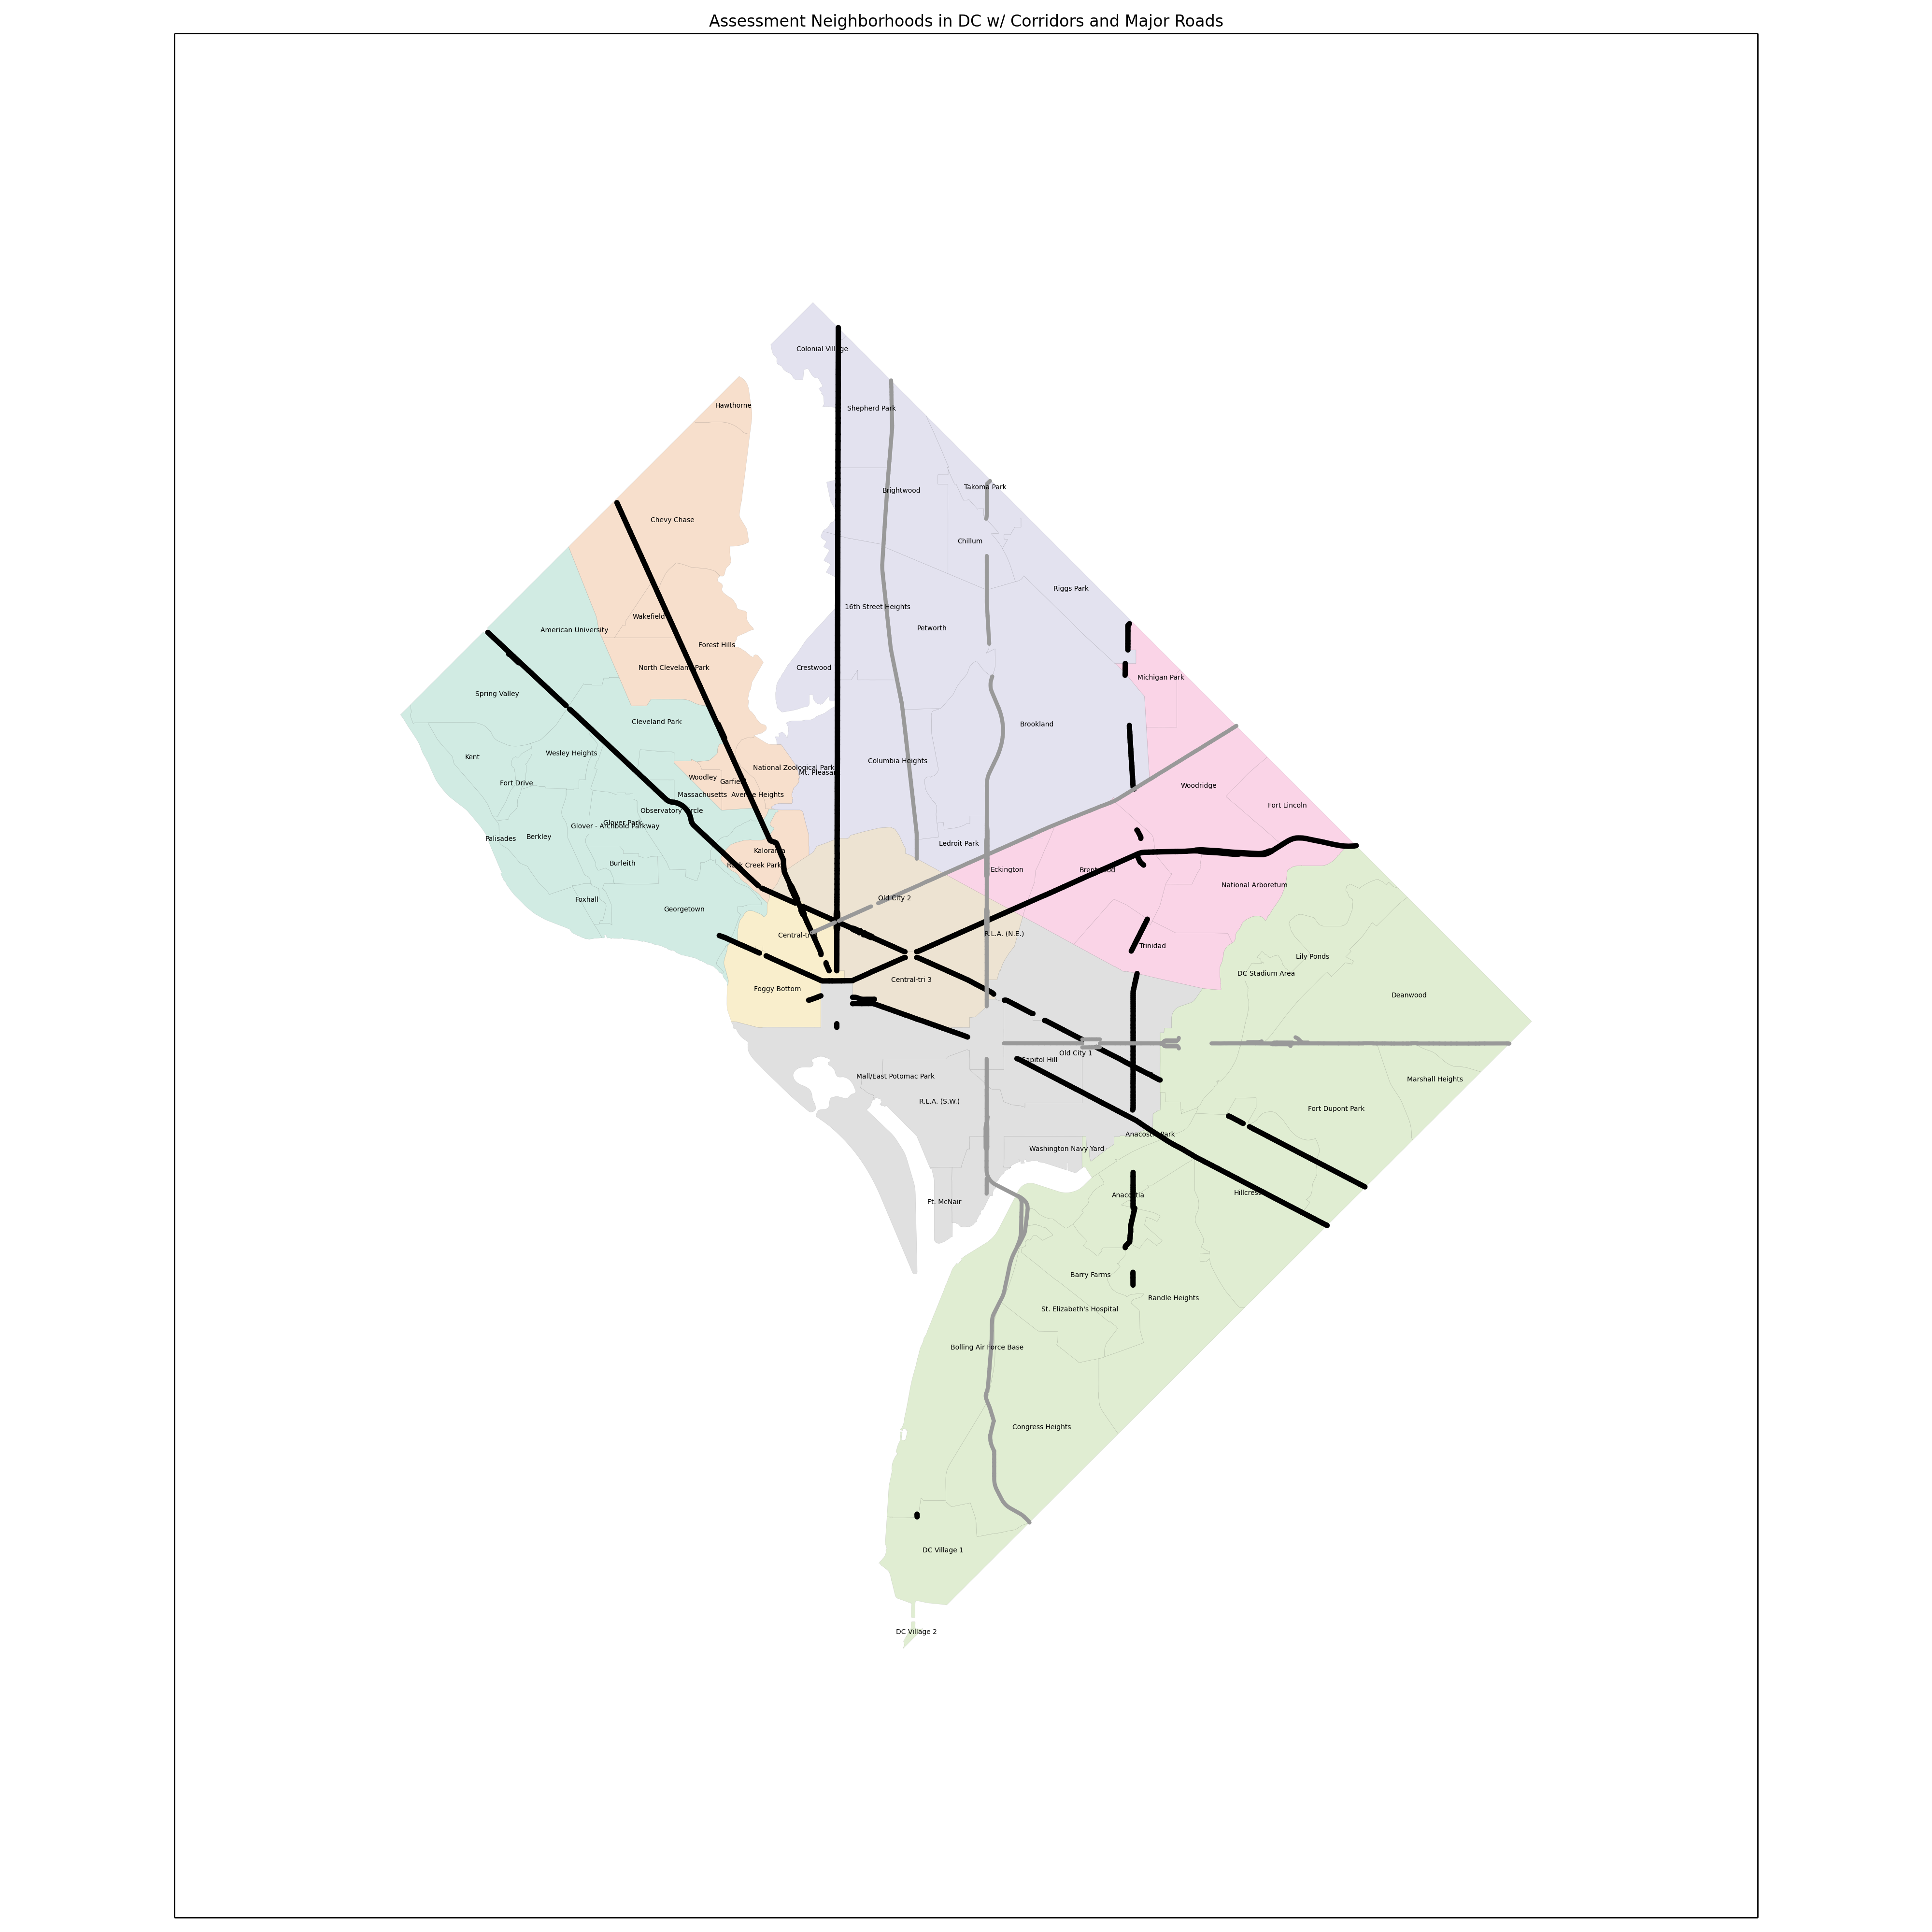 Assessment Neighborhoods in DC w/ Corridors and Major Roads
Colonial Village
Hawthorne
Shepherd Park
Takoma Park
Brightwood
Chevy Chase
Chillum
Riggs Park
16th Street Heights
Wakefield
Petworth
American University
Forest Hills
North Cleveland Park
Crestwood
Michigan Park
Spring Valley
Cleveland Park
Brookland
Wesley Heights
Kent
Columbia Heights
National Zoological Park
Mt. Pleasant
Woodley
Garfield
Fort Drive
Woodridge
Massachusetts Avenue Heights
Fort Lincoln
Observatory Circle
Glover Park
Glover - Archbold Parkway
Berkley
Palisades
Ledroit Park
Kalorama
Burleith
Rock Creek Park
Eckington
Brentwood
National Arboretum
Old City 2
Foxhall
Georgetown
R.L.A. (N.E.)
Trinidad
Lily Ponds
DC Stadium Area
Central-tri 3
Foggy Bottom
Deanwood
Old City 1
Capitol Hill
Mall/East Potomac Park
Marshall Heights
R.L.A. (S.W.)
Fort Dupont Park
Anacostia Park
Washington Navy Yard
Hillcrest
Anacostia
Ft. McNair
Barry Farms
Randle Heights
St. Elizabeth's Hospital
Bolling Air Force Base
Congress Heights
DC Village 1
DC Village 2